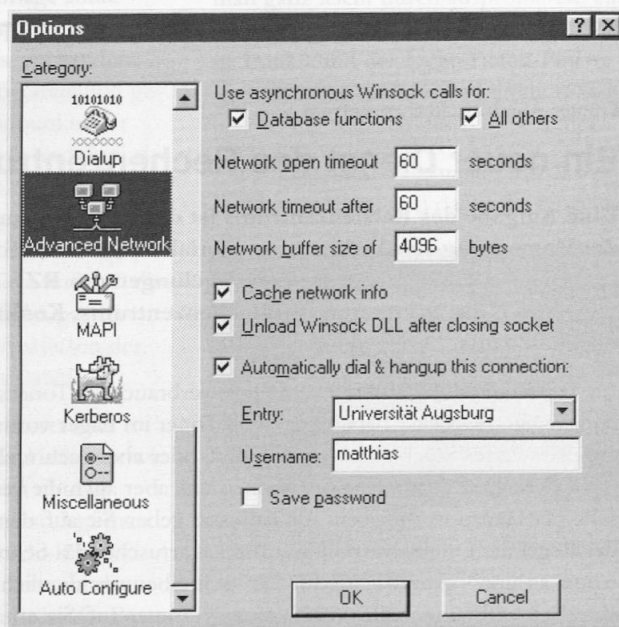 Options
Category:
10101010
Dialup
Advanced Network
MAPI
Kerberos
Miscellaneous
Auto Configure
Use asynchronous Winsock calls for:
Database functions All others
Network open timeout 60 seconds
Network timeout after 60 seconds
Network buffer size of 4096 bytes
Cache network info
Unload Winsock DLL after closing socket
Automatically dial & hangup this connection:
Entry: Universität Augsburg
Username: matthias
Save password
OK Cancel